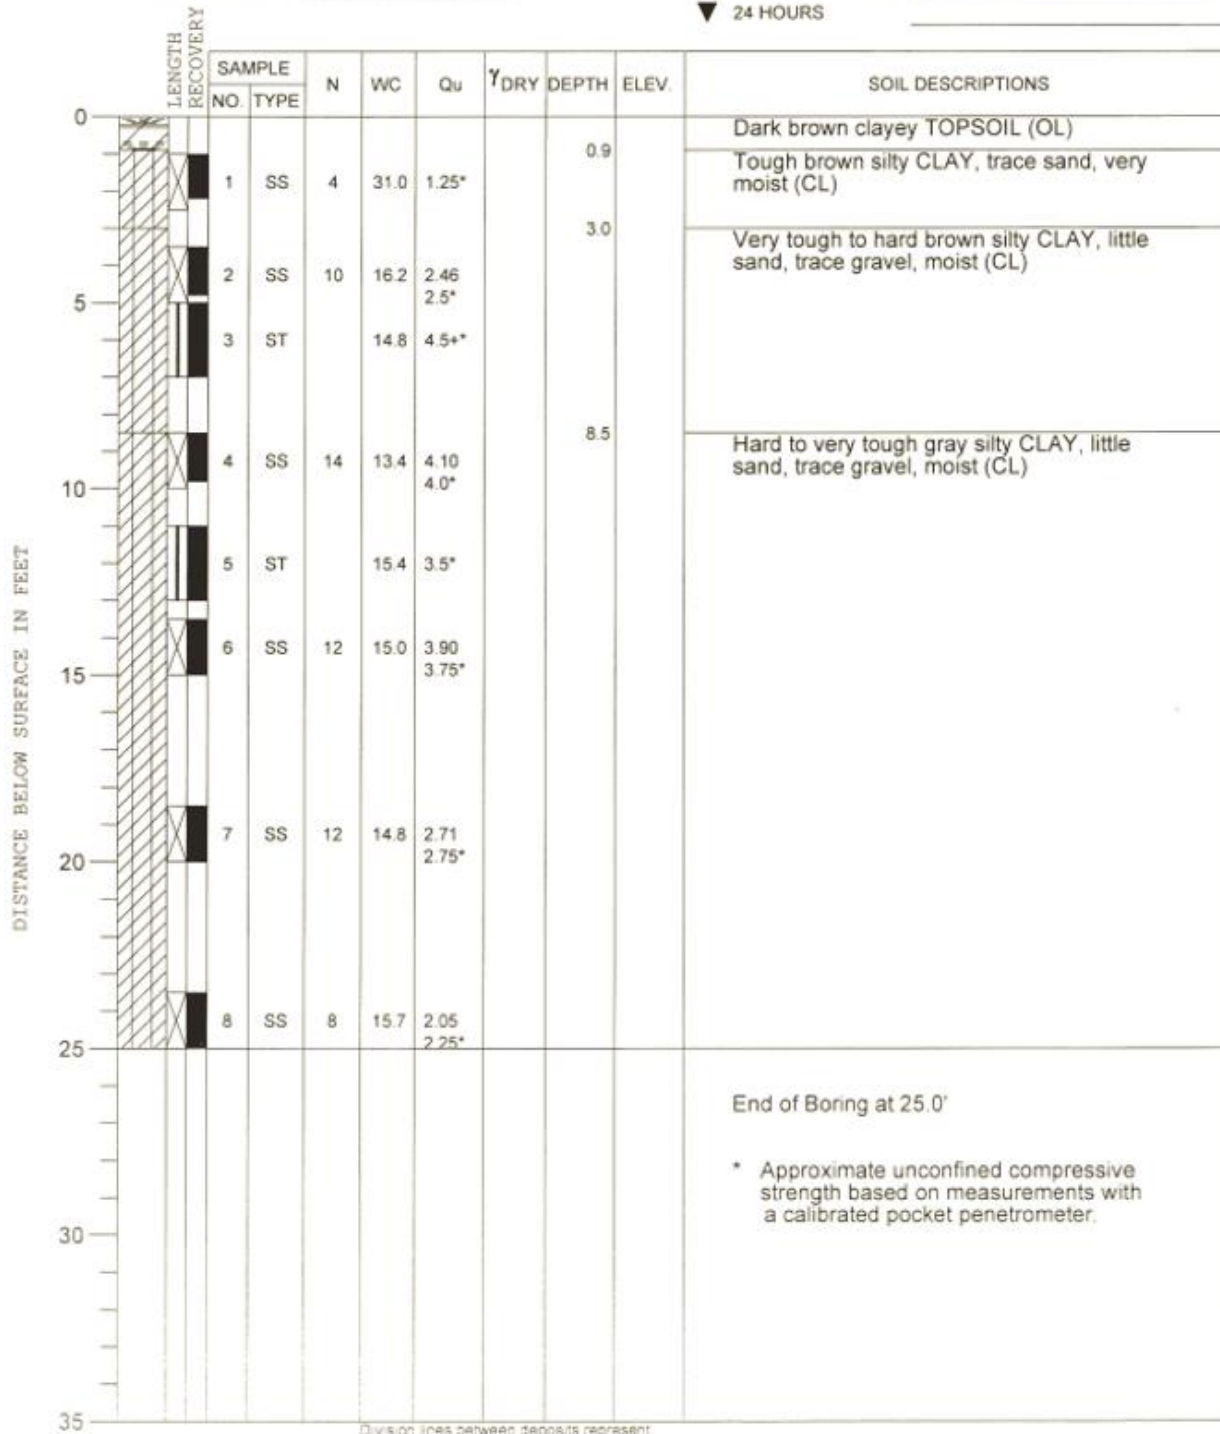 ▼ 24 HOURS
LENGTH
RECOVERY
SAMPLE
NO. TYPE
N
WC
Qu
γDRY
DEPTH
ELEV.
SOIL DESCRIPTIONS
0
Dark brown clayey TOPSOIL (OL)
0.9
Tough brown silty CLAY, trace sand, very
moist (CL)
1 SS 4 31.0 1.25*
3.0
Very tough to hard brown silty CLAY, little
sand, trace gravel, moist (CL)
2 SS 10 16.2 2.46
2.5*
5
3 ST 14.8 4.5+*
8.5
Hard to very tough gray silty CLAY, little
sand, trace gravel, moist (CL)
4 SS 14 13.4 4.10
4.0*
10
5 ST 15.4 3.5*
6 SS 12 15.0 3.90
3.75*
15
7 SS 12 14.8 2.71
2.75*
20
8 SS 8 15.7 2.05
2.25*
25
End of Boring at 25.0'
* Approximate unconfined compressive
strength based on measurements with
a calibrated pocket penetrometer.
30
35
DISTANCE BELOW SURFACE IN FEET
Division lines between deposits represent